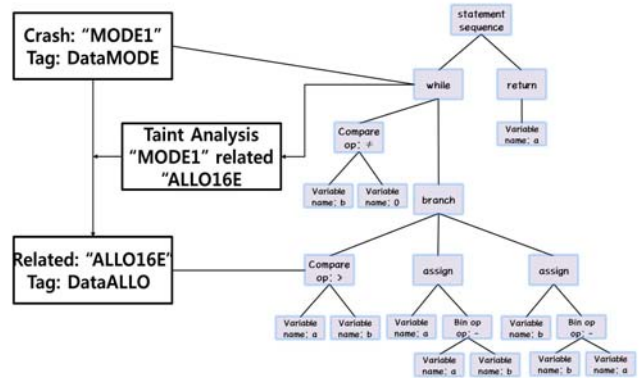 Crash: “MODE1”
Tag: DataMODE
Taint Analysis
“MODE1” related
“ALLO16E
Related: “ALLO16E”
Tag: DataALLO
statement
sequence
while
return
Compare
op: ≠
Variable
name: a
Variable
name: b
Variable
name: 0
branch
Compare
op: >
assign
assign
Variable
name: a
Variable
name: b
Variable
name: a
Bin op
op: -
Variable
name: b
Bin op
op: -
Variable
name: a
Variable
name: b
Variable
name: b
Variable
name: a